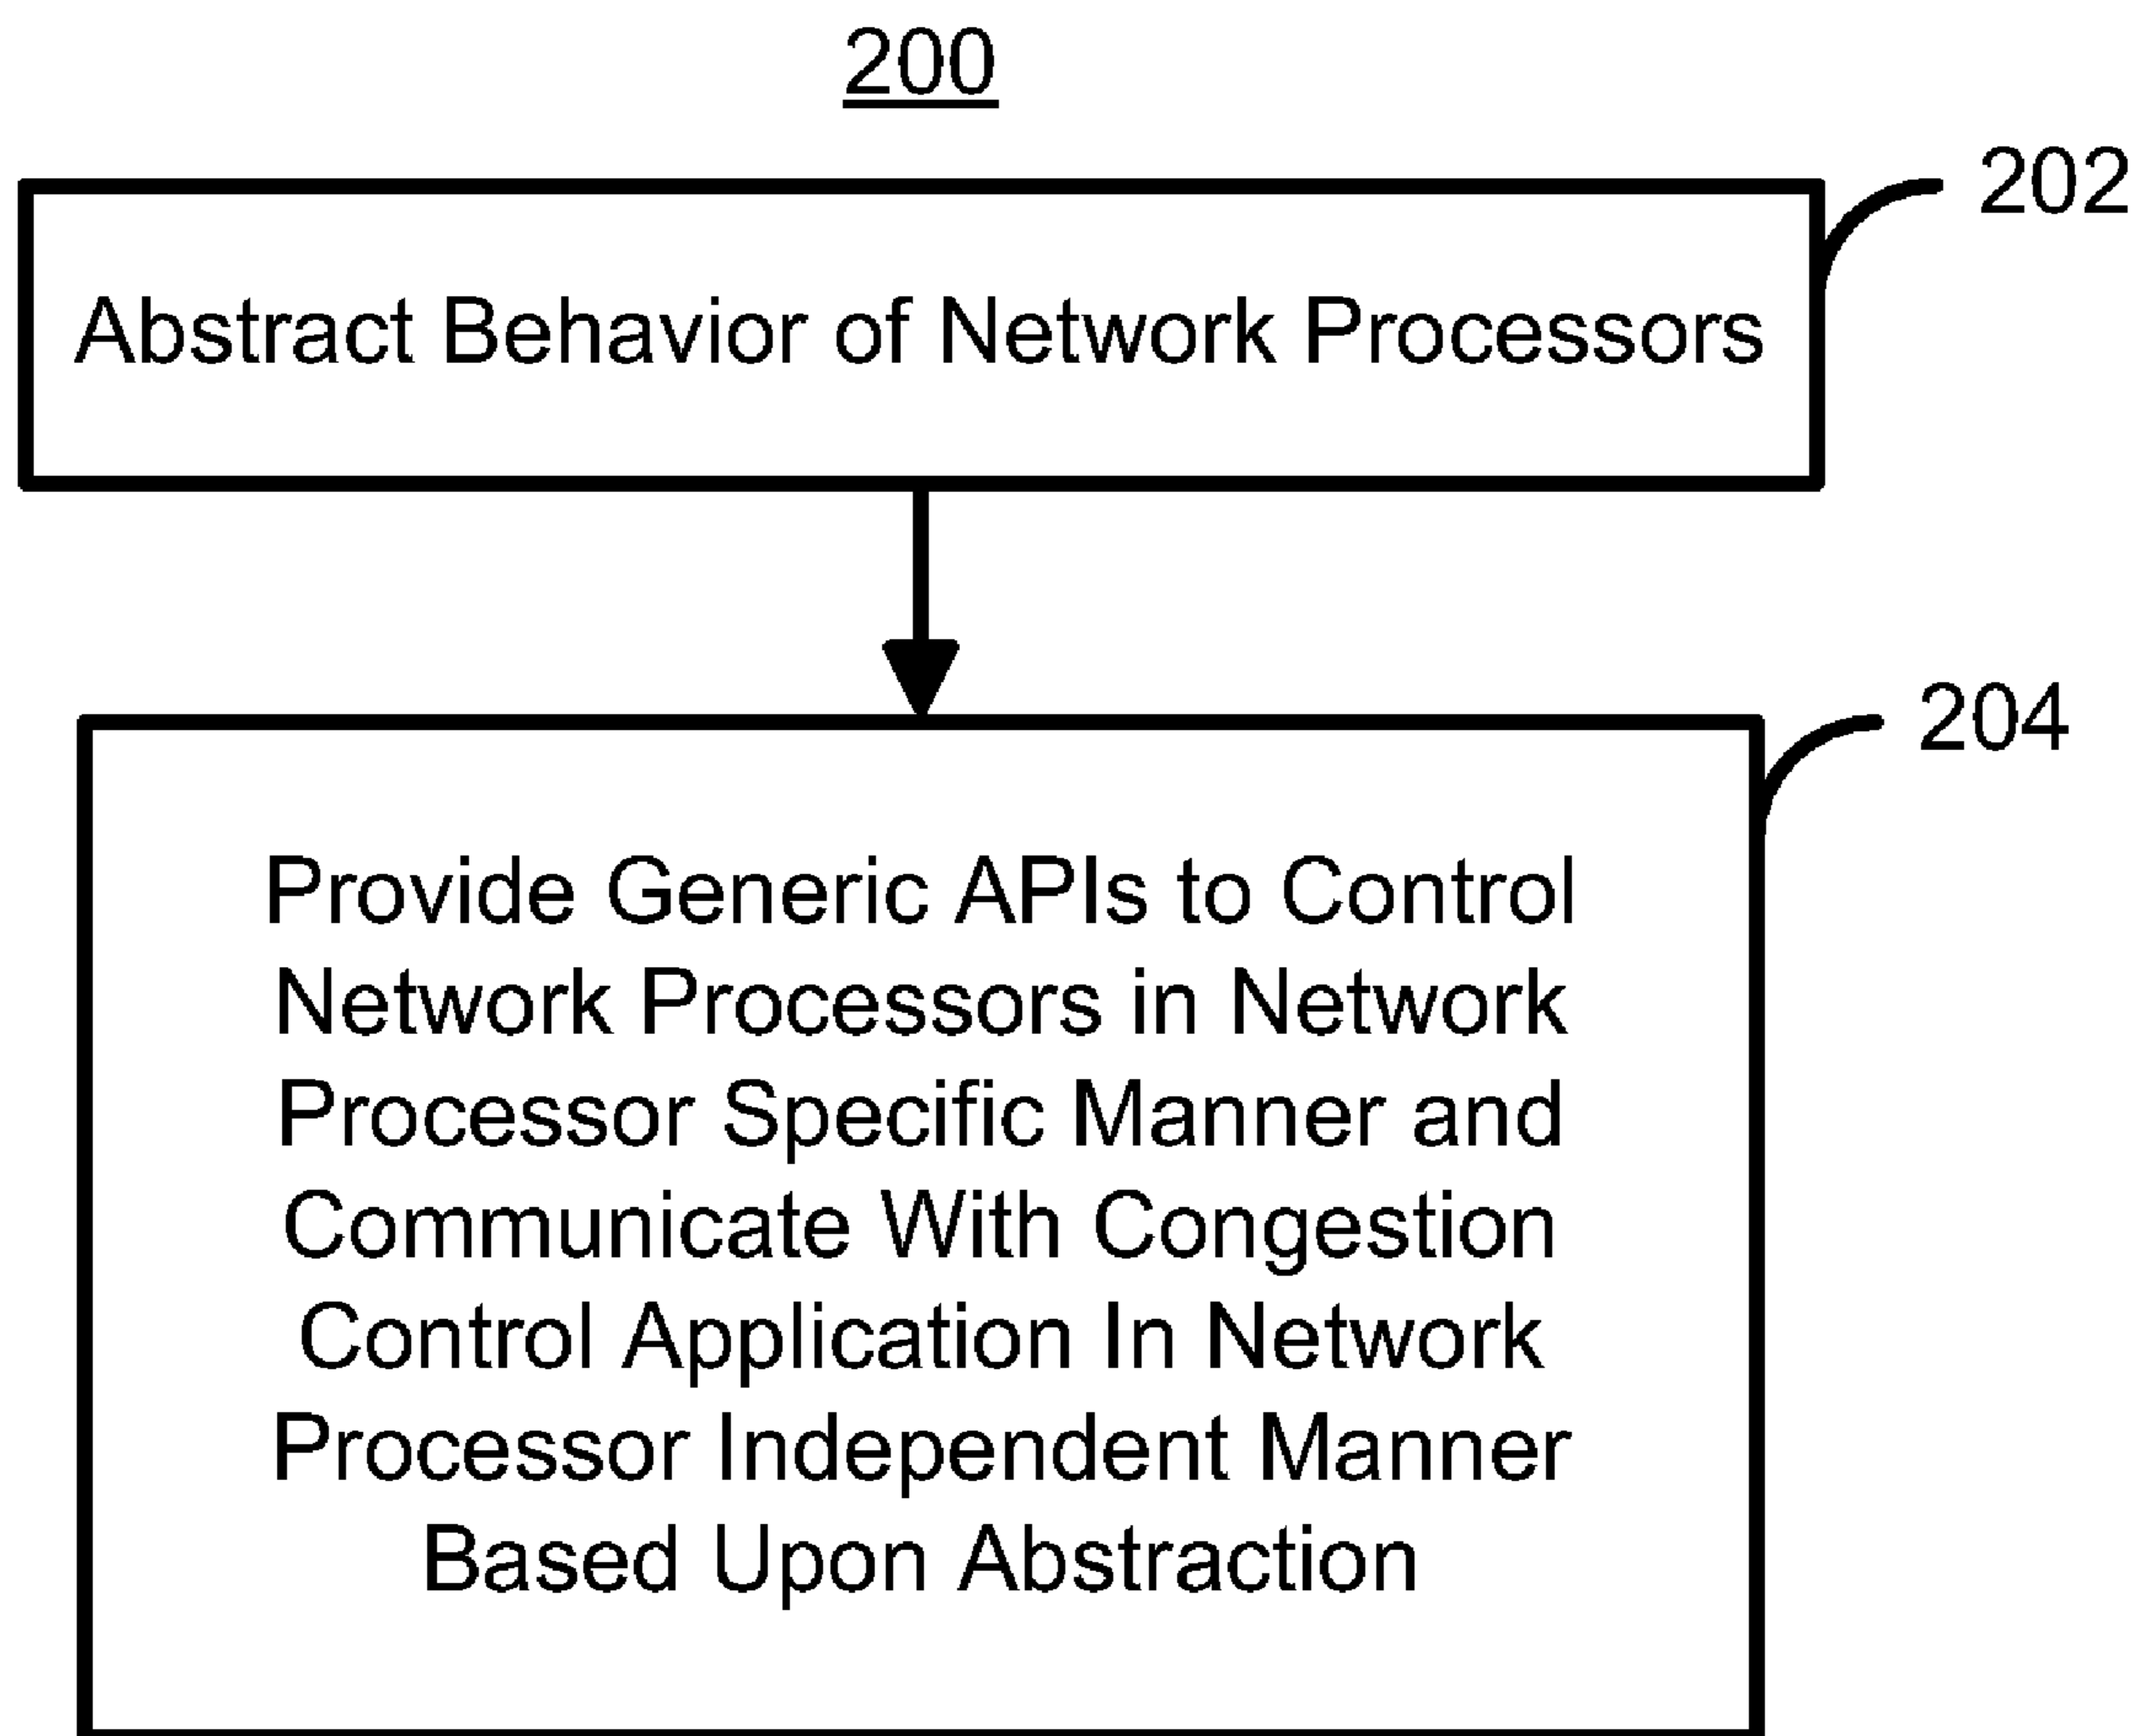 200
202
Abstract Behavior of Network Processors
204
Provide Generic APIs to Control
Network Processors in Network
Processor Specific Manner and
Communicate With Congestion
Control Application In Network
Processor Independent Manner
Based Upon Abstraction